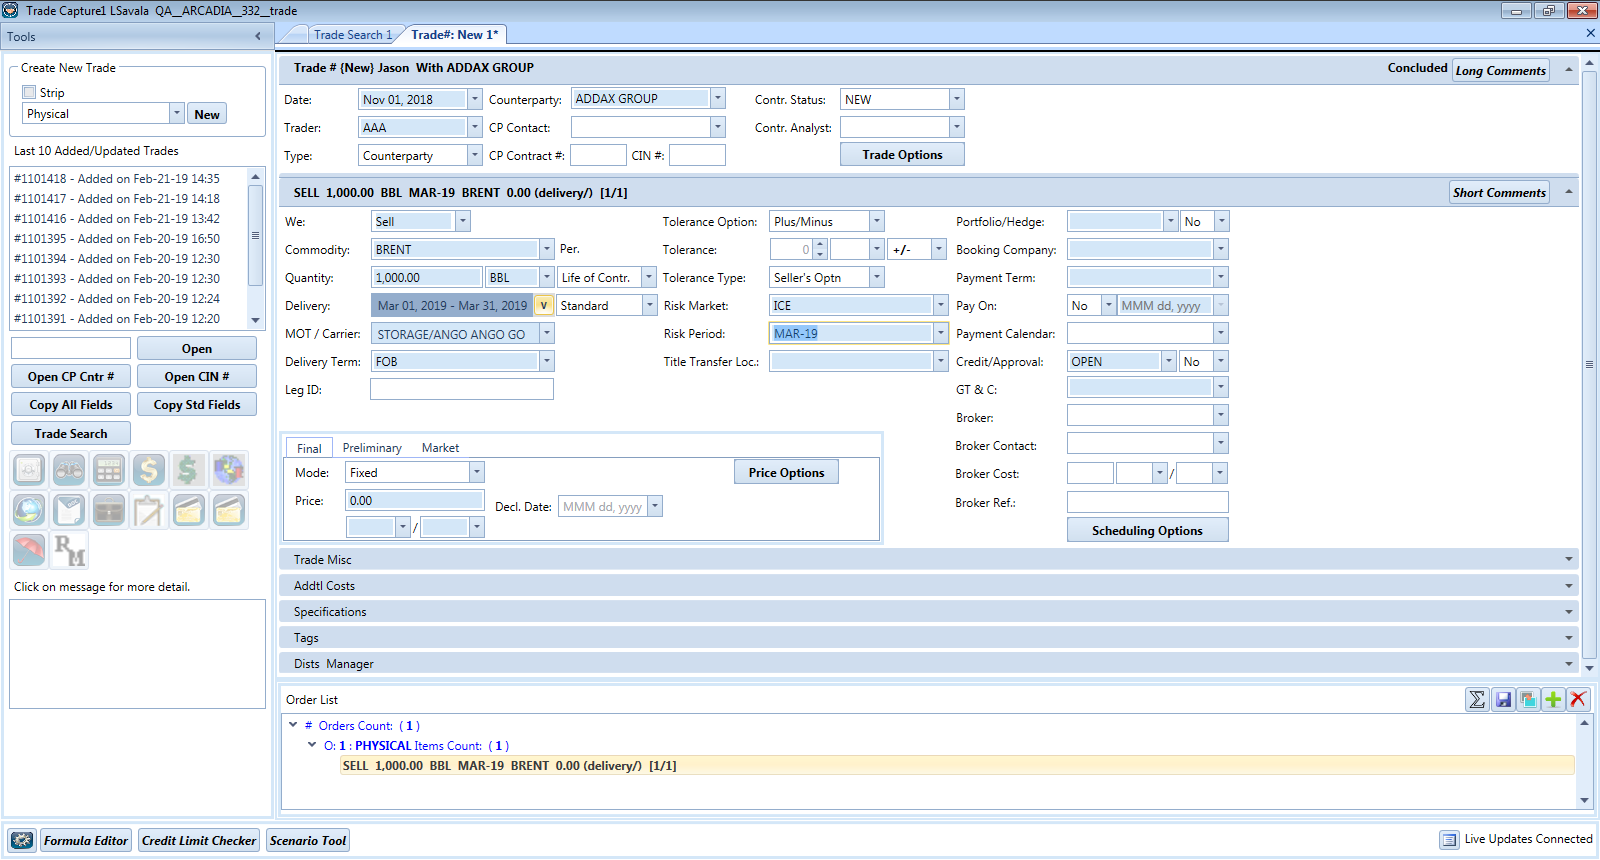 Trade Capture1 LSavala QA__ARCADIA__332__trade
Tools
Trade Search 1
Trade#: New 1*
Create New Trade
Strip
Physical
New
Last 10 Added/Updated Trades
#1101418 - Added on Feb-21-19 14:35
#1101417 - Added on Feb-21-19 14:18
#1101416 - Added on Feb-21-19 13:42
#1101395 - Added on Feb-20-19 16:50
#1101394 - Added on Feb-20-19 12:30
#1101393 - Added on Feb-20-19 12:30
#1101392 - Added on Feb-20-19 12:24
#1101391 - Added on Feb-20-19 12:20
Open
Open CP Cntr # Open CIN #
Copy All Fields Copy Std Fields
Trade Search
RM
Click on message for more detail.
Trade # {New} Jason With ADDAX GROUP Concluded Long Comments
Date: Nov 01, 2018 Counterparty: ADDAX GROUP Contr. Status: NEW
Trader: AAA CP Contact: Contr. Analyst:
Type: Counterparty CP Contract #: CIN #: Trade Options
SELL 1,000.00 BBL MAR-19 BRENT 0.00 (delivery/) [1/1] Short Comments
We: Sell Tolerance Option: Plus/Minus Portfolio/Hedge: No
Commodity: BRENT Per. Tolerance: 0 +/- Booking Company:
Quantity: 1,000.00 BBL Life of Contr. Tolerance Type: Seller's Optn Payment Term:
Delivery: Mar 01, 2019 - Mar 31, 2019 v Standard Risk Market: ICE Pay On: No MMM dd, yyyy
MOT / Carrier: STORAGE/ANGO ANGO GO Risk Period: MAR-19 Payment Calendar:
Delivery Term: FOB Title Transfer Loc.: Credit/Approval: OPEN No
Leg ID: GT & C:
Broker:
Broker Contact:
Broker Cost: /
Broker Ref.:
Scheduling Options
Final Preliminary Market
Mode: Fixed Price Options
Price: 0.00 Decl. Date: MMM dd, yyyy
/
Trade Misc
Addtl Costs
Specifications
Tags
Dists Manager
Order List
# Orders Count: ( 1 )
O: 1 : PHYSICAL Items Count: ( 1 )
SELL 1,000.00 BBL MAR-19 BRENT 0.00 (delivery/) [1/1]
Formula Editor Credit Limit Checker Scenario Tool Live Updates Connected